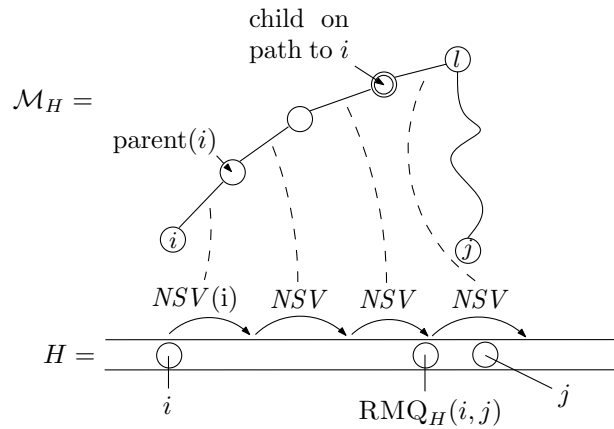 child on
path to i
l
M_H =
parent(i)
i
j
NSV(i) NSV NSV NSV
H =
i
RMQ_H(i, j)
j